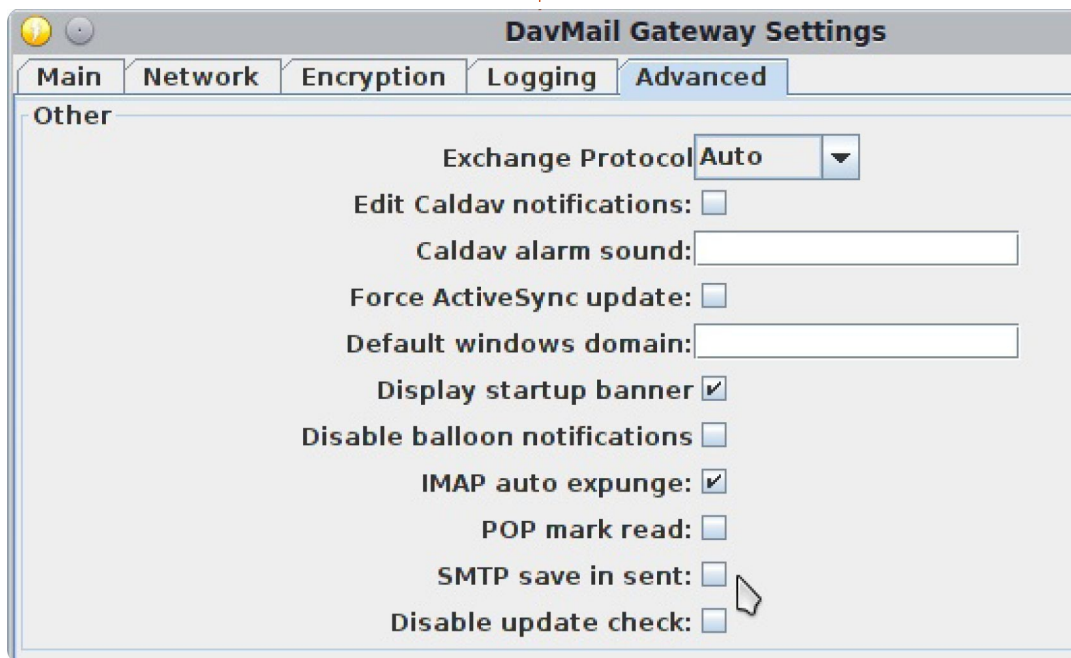 DavMail Gateway Settings
Main Network Encryption Logging Advanced
Other
Exchange Protocol Auto
Edit Caldav notifications:
Caldav alarm sound:
Force ActiveSync update:
Default windows domain:
Display startup banner
Disable balloon notifications
IMAP auto expunge:
POP mark read:
SMTP save in sent:
Disable update check: